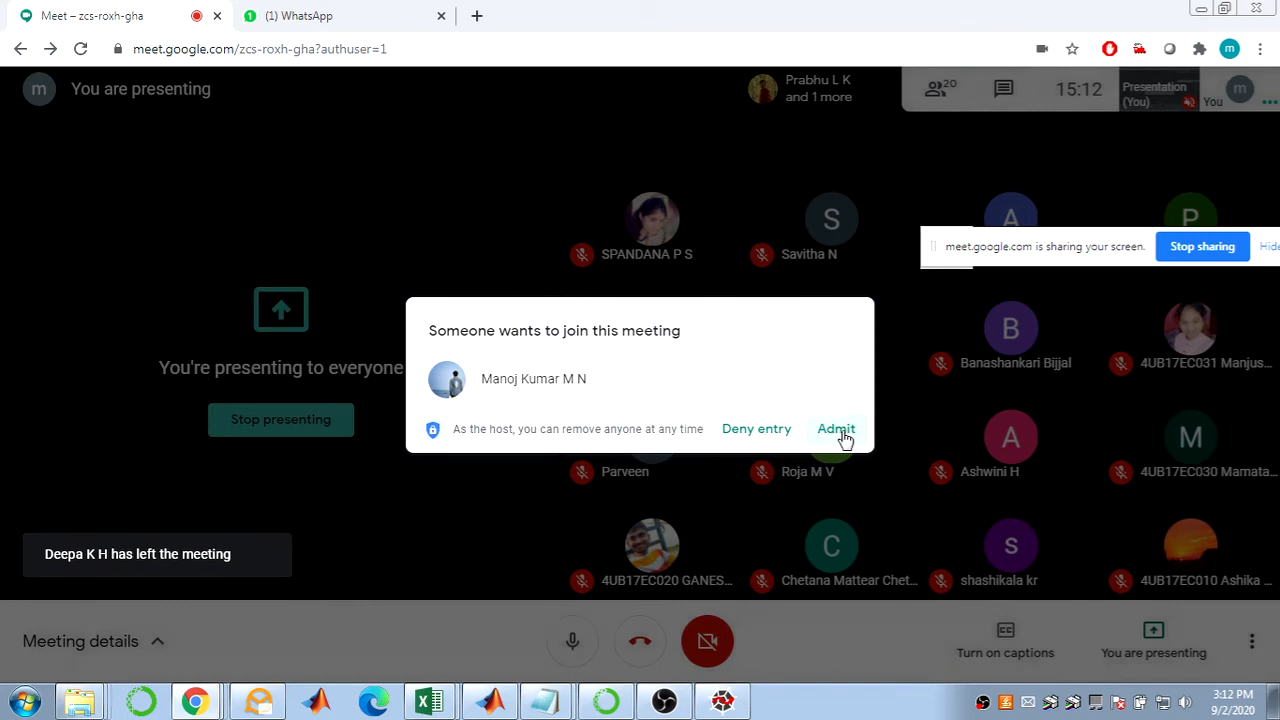 Meet – zcs-roxh-gha
(1) WhatsApp
meet.google.com/zcs-roxh-gha?authuser=1
m
m
You are presenting
Prabhu L K
and 1 more
20
15:12
Presentation
(You)
You
m
S
A
P
SPANDANA P S
Savitha N
meet.google.com is sharing your screen.
Stop sharing
Hide
You're presenting to everyone
Stop presenting
Someone wants to join this meeting
Manoj Kumar M N
As the host, you can remove anyone at any time
Deny entry
Admit
B
Banashankari Bijjal
4UB17EC031 Manjus...
A
M
Parveen
Roja M V
Ashwini H
4UB17EC030 Mamata...
Deepa K H has left the meeting
C
s
4UB17EC020 GANES...
Chetana Mattear Chet...
shashikala kr
4UB17EC010 Ashika ...
Meeting details
CC
Turn on captions
You are presenting
3:12 PM
9/2/2020